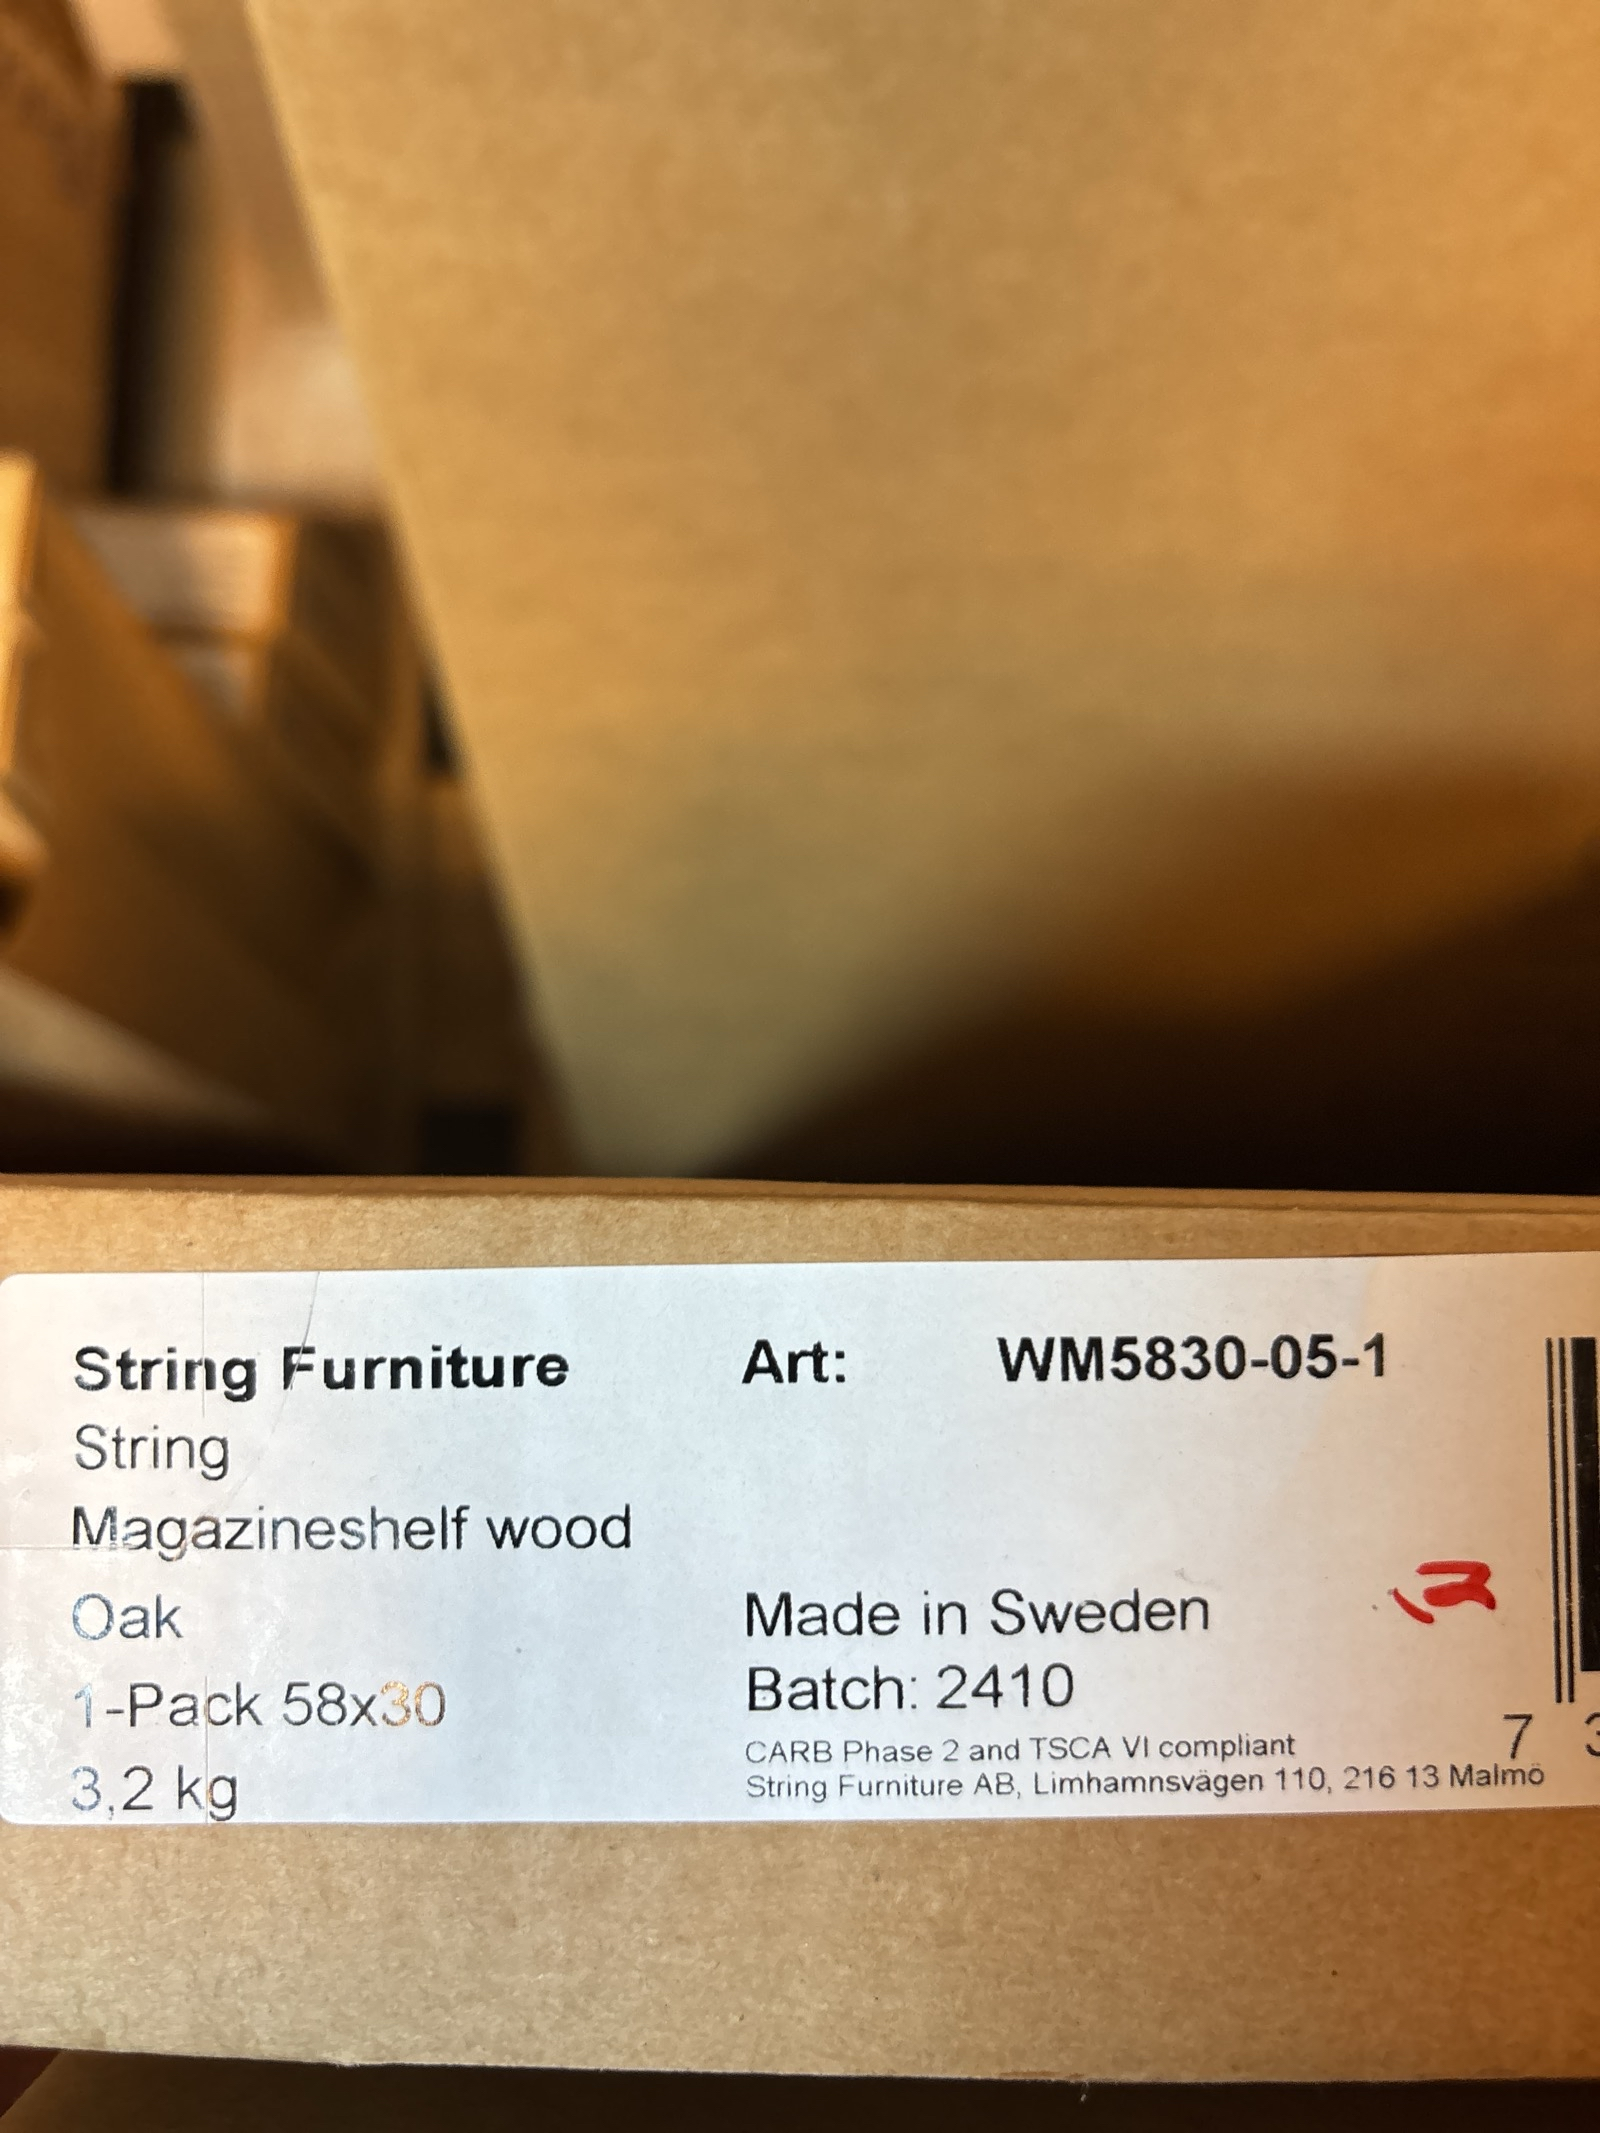 String Furniture
Art: WM5830-05-1
String
Magazineshelf wood
Oak
Made in Sweden
1-Pack 58x30
Batch: 2410
3,2 kg
CARB Phase 2 and TSCA VI compliant
String Furniture AB, Limhamnsvägen 110, 216 13 Malmö
7 3